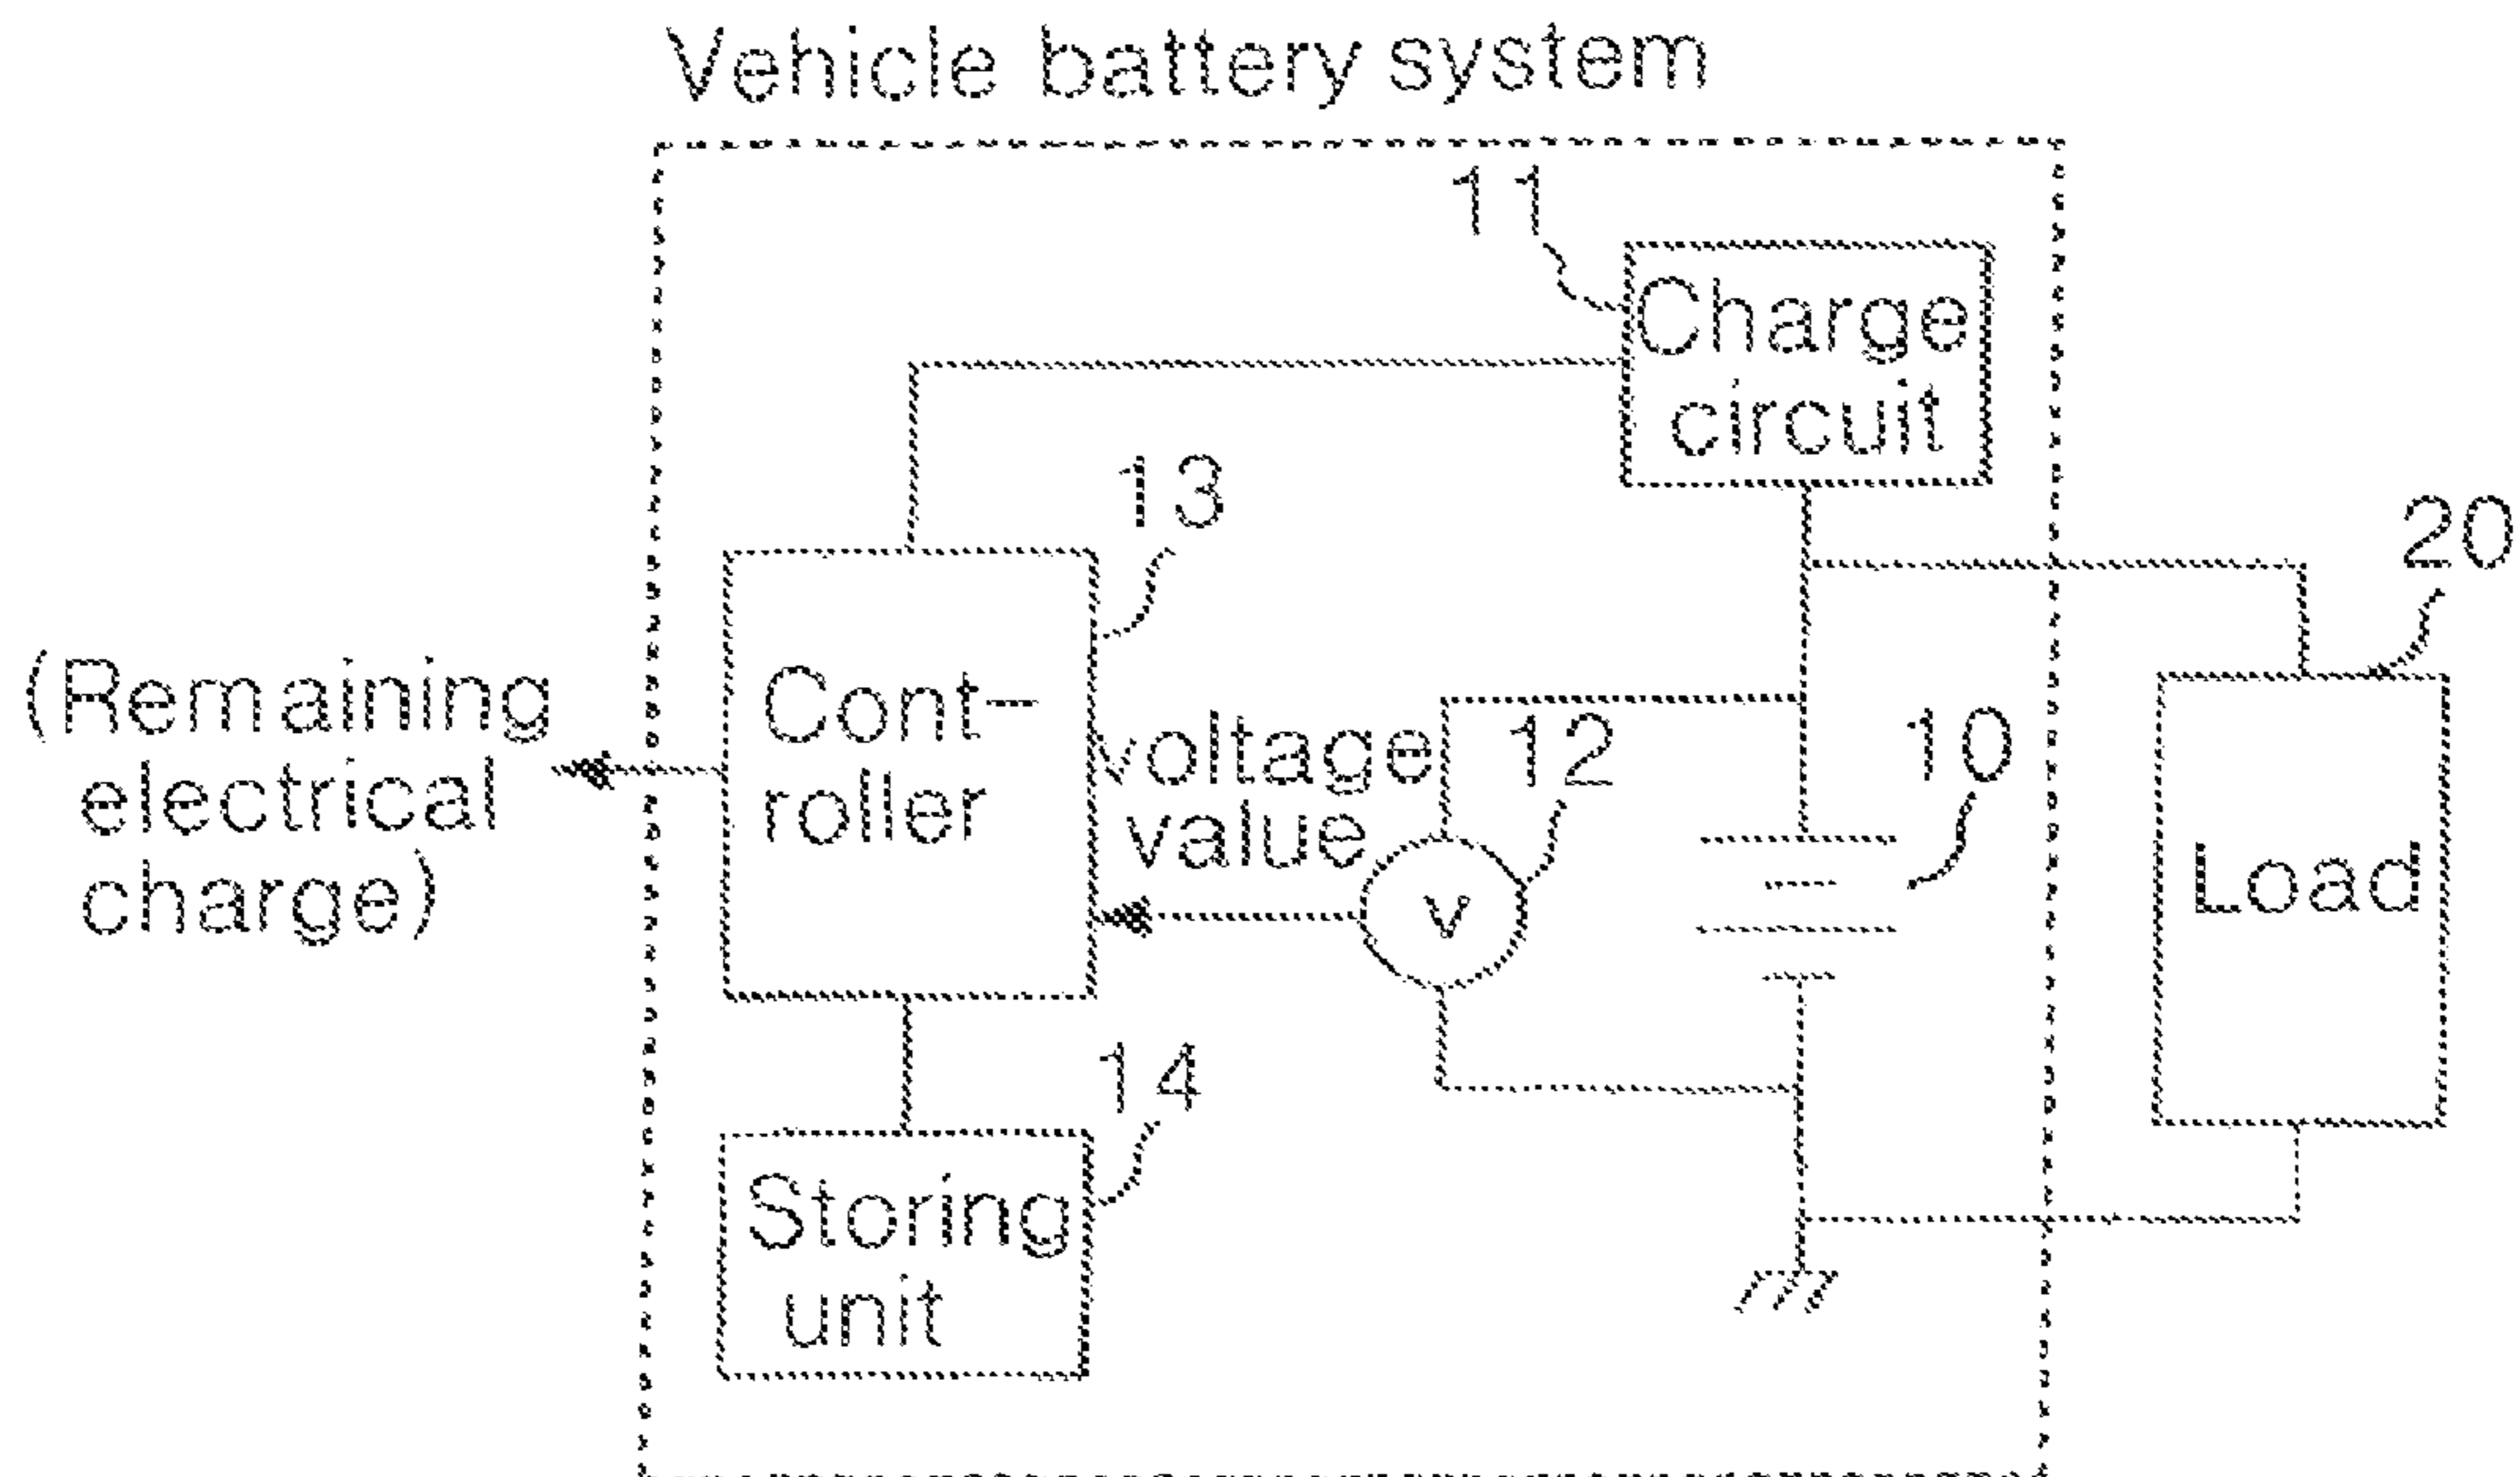 Vehicle battery system
11
Charge
circuit
13
20
(Remaining
electrical
charge)
Cont-
roller
Voltage
value
12
10
V
Load
14
Storing
unit